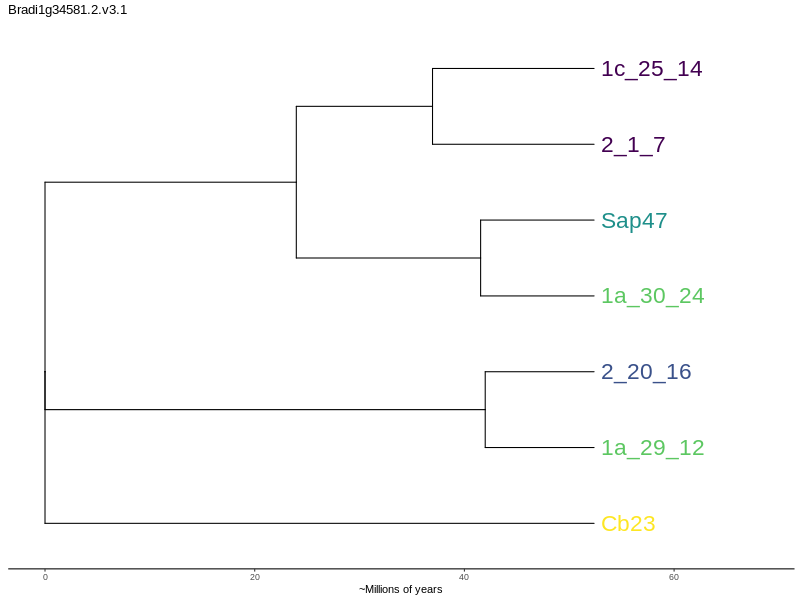 Bradi1g34581.2.v3.1
1c_25_14
2_1_7
Sap47
1a_30_24
2_20_16
1a_29_12
Cb23
0 20 40 60
~Millions of years